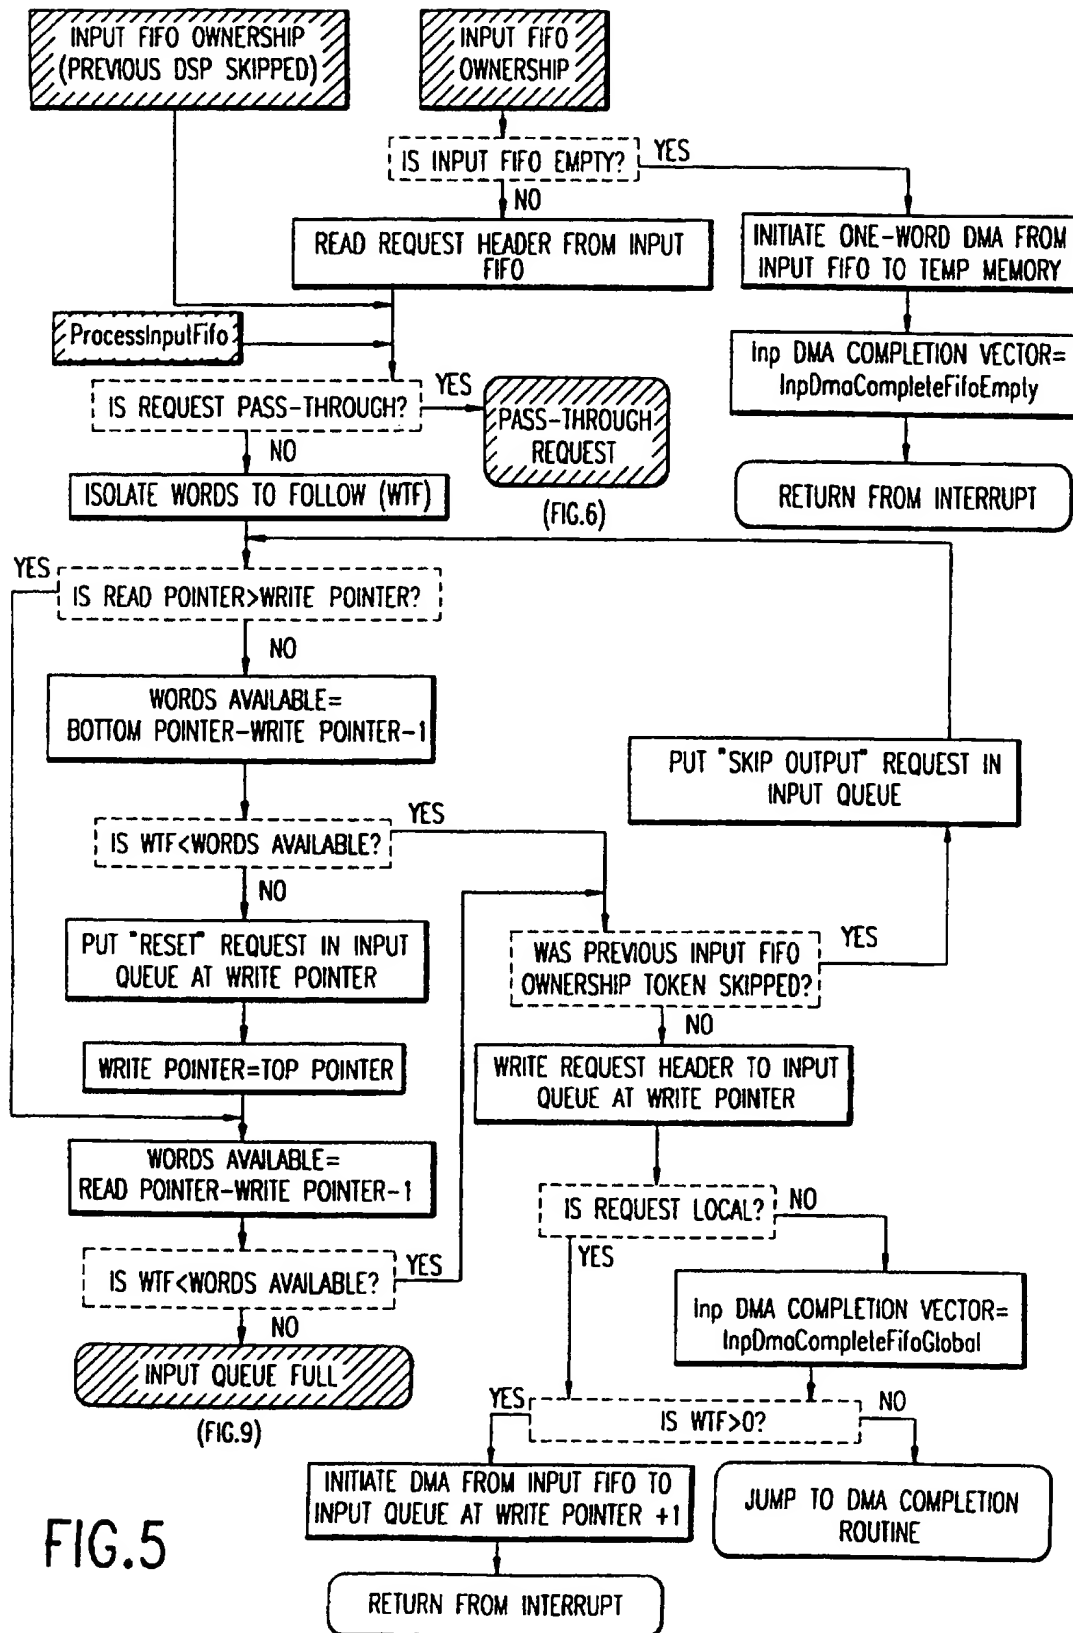 INPUT FIFO OWNERSHIP
(PREVIOUS DSP SKIPPED)
INPUT FIFO
OWNERSHIP
IS INPUT FIFO EMPTY?
YES
NO
READ REQUEST HEADER FROM INPUT
FIFO
INITIATE ONE-WORD DMA FROM
INPUT FIFO TO TEMP MEMORY
ProcessInputFifo
Inp DMA COMPLETION VECTOR=
InpDmaCompleteFifoEmpty
IS REQUEST PASS-THROUGH?
YES
NO
PASS-THROUGH
REQUEST
(FIG.6)
RETURN FROM INTERRUPT
ISOLATE WORDS TO FOLLOW (WTF)
YES
IS READ POINTER>WRITE POINTER?
NO
WORDS AVAILABLE=
BOTTOM POINTER-WRITE POINTER-1
PUT "SKIP OUTPUT" REQUEST IN
INPUT QUEUE
IS WTF<WORDS AVAILABLE?
YES
NO
PUT "RESET" REQUEST IN INPUT
QUEUE AT WRITE POINTER
WAS PREVIOUS INPUT FIFO
OWNERSHIP TOKEN SKIPPED?
YES
NO
WRITE POINTER=TOP POINTER
WRITE REQUEST HEADER TO INPUT
QUEUE AT WRITE POINTER
WORDS AVAILABLE=
READ POINTER-WRITE POINTER-1
IS REQUEST LOCAL?
NO
YES
IS WTF<WORDS AVAILABLE?
YES
NO
Inp DMA COMPLETION VECTOR=
InpDmaCompleteFifoGlobal
INPUT QUEUE FULL
(FIG.9)
YES
IS WTF>0?
NO
INITIATE DMA FROM INPUT FIFO TO
INPUT QUEUE AT WRITE POINTER +1
JUMP TO DMA COMPLETION
ROUTINE
RETURN FROM INTERRUPT
FIG.5